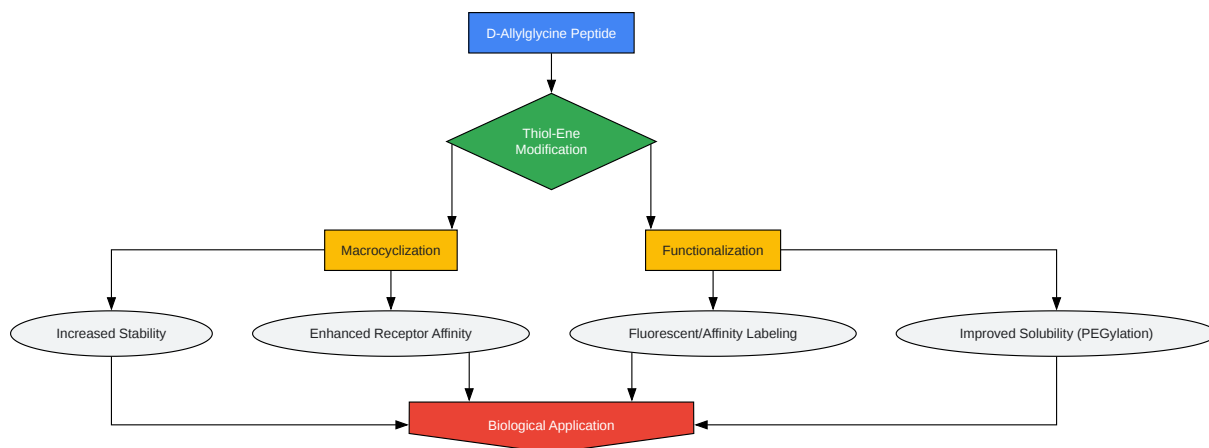 D-Allylglycine Peptide
Thiol-Ene
Modification
Macrocyclization
Functionalization
Increased Stability
Enhanced Receptor Affinity
Fluorescent/Affinity Labeling
Improved Solubility (PEGylation)
Biological Application